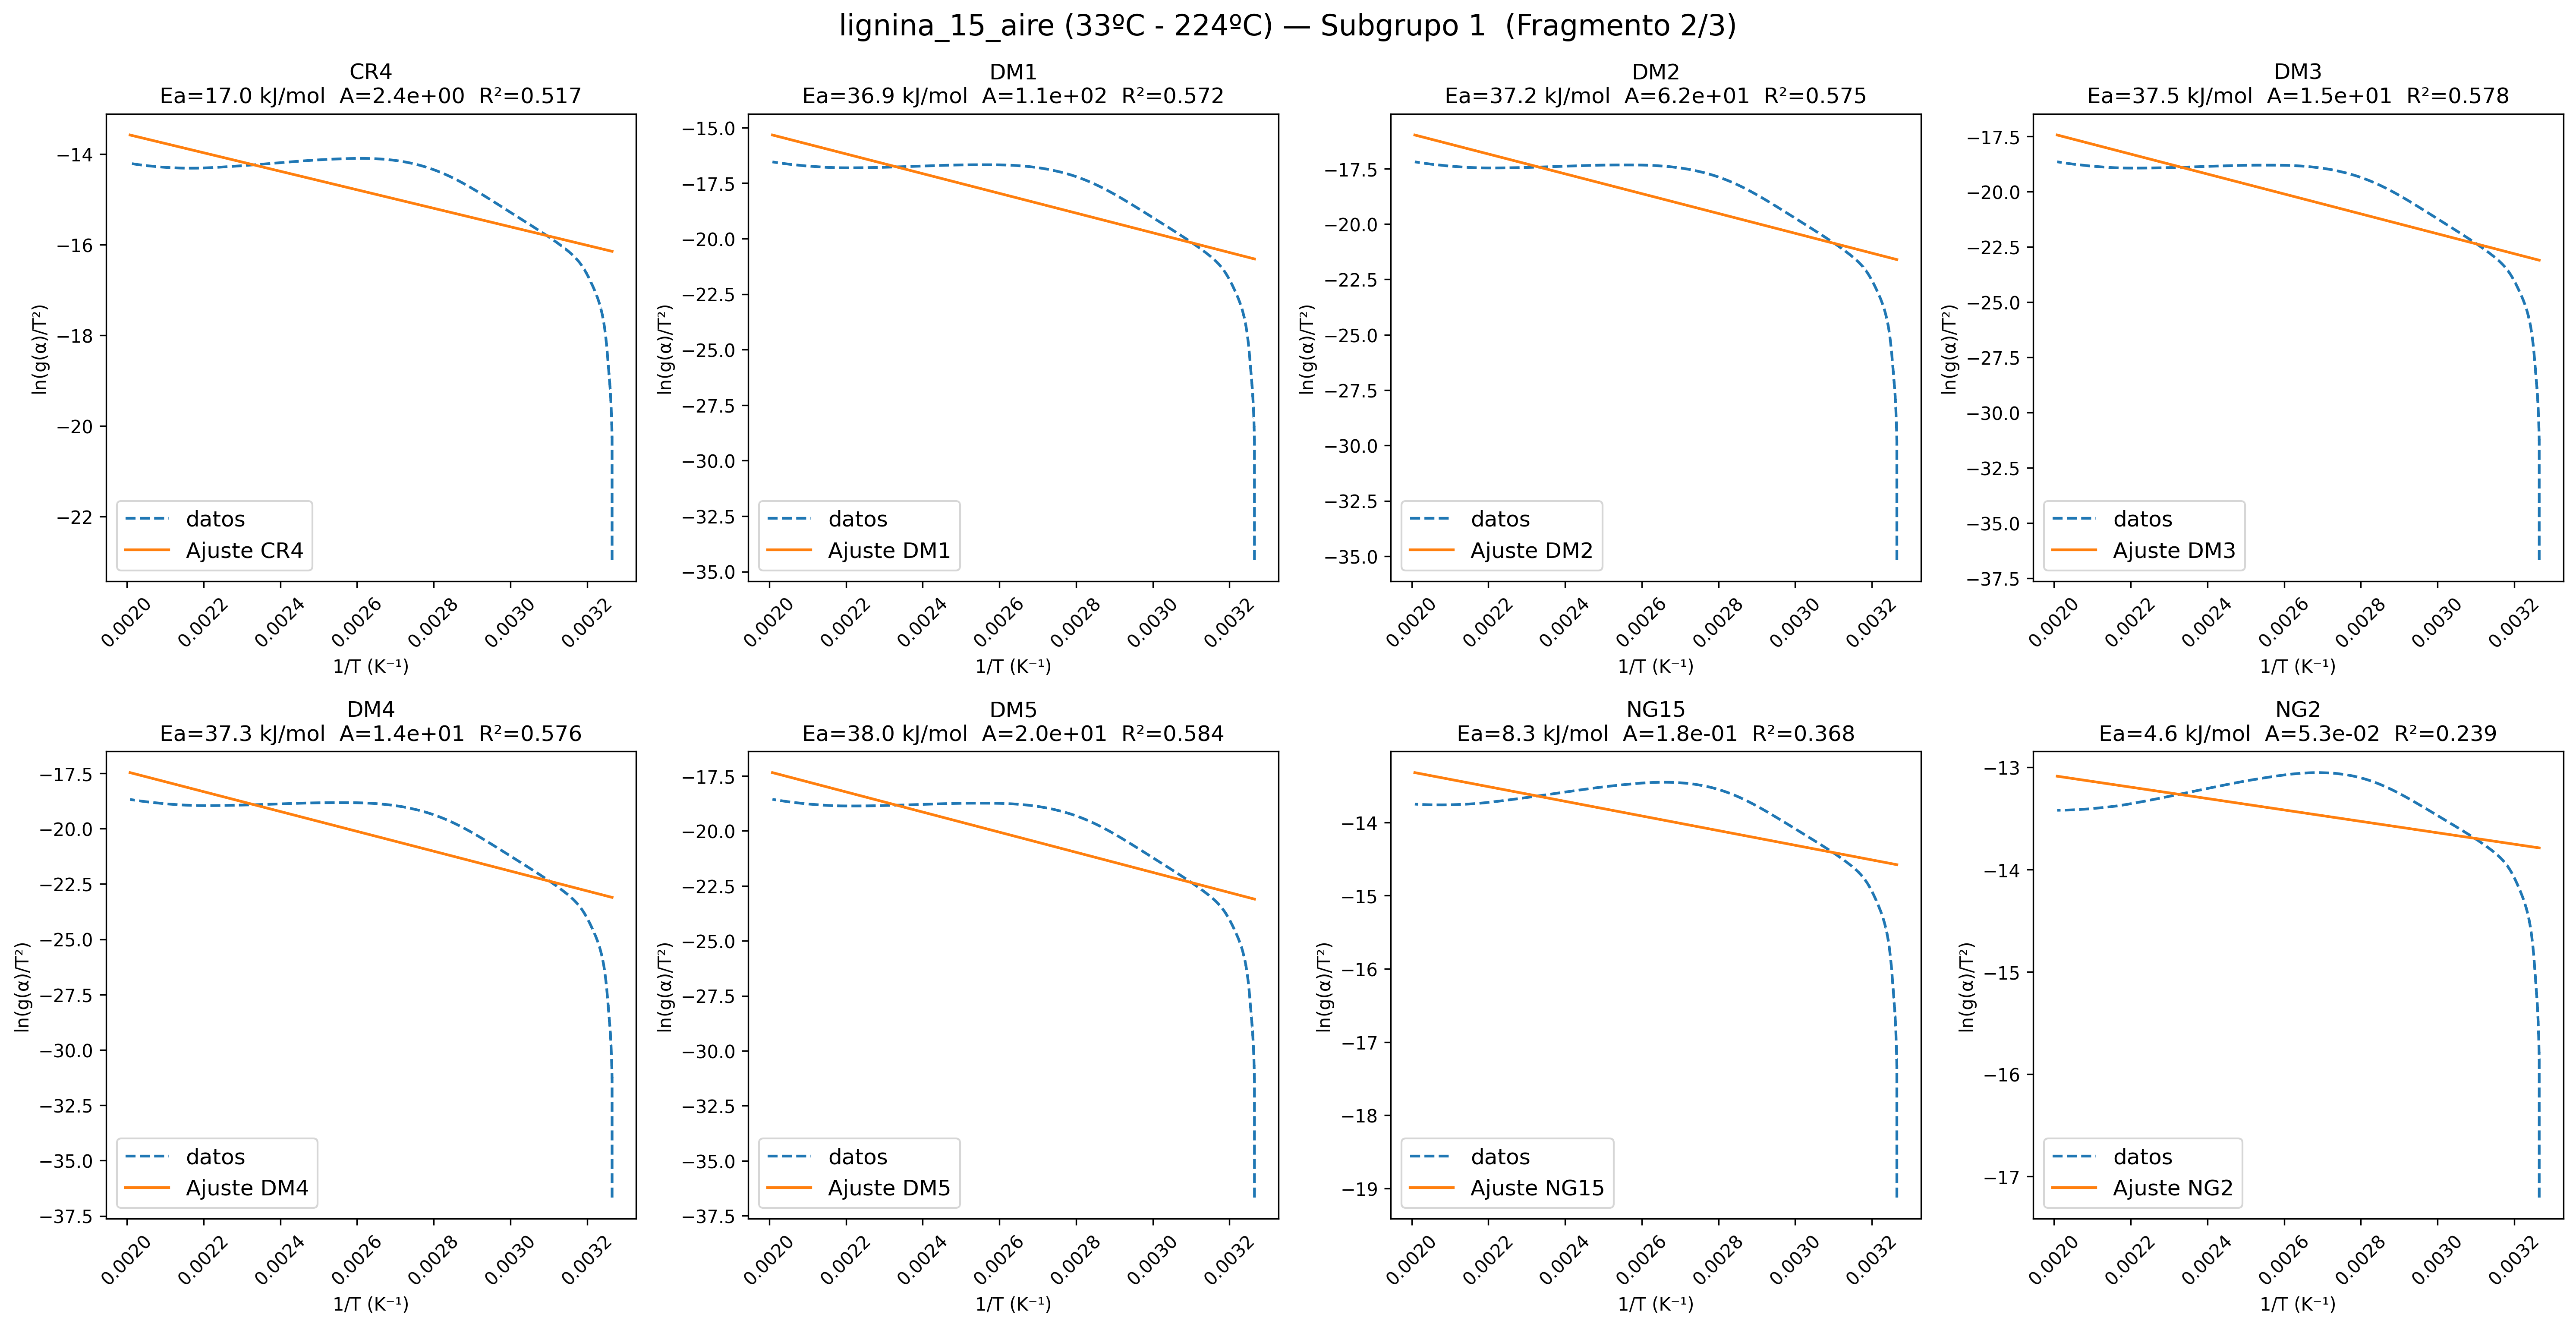 lignina_15_aire (33ºC - 224ºC) — Subgrupo 1  (Fragmento 2/3)
CR4
Ea=17.0 kJ/mol  A=2.4e+00  R²=0.517
ln(g(α)/T²)
−14
−16
−18
−20
−22
datos
Ajuste CR4
0.0020
0.0022
0.0024
0.0026
0.0028
0.0030
0.0032
1/T (K⁻¹)
DM1
Ea=36.9 kJ/mol  A=1.1e+02  R²=0.572
ln(g(α)/T²)
−15.0
−17.5
−20.0
−22.5
−25.0
−27.5
−30.0
−32.5
−35.0
datos
Ajuste DM1
0.0020
0.0022
0.0024
0.0026
0.0028
0.0030
0.0032
1/T (K⁻¹)
DM2
Ea=37.2 kJ/mol  A=6.2e+01  R²=0.575
ln(g(α)/T²)
−17.5
−20.0
−22.5
−25.0
−27.5
−30.0
−32.5
−35.0
datos
Ajuste DM2
0.0020
0.0022
0.0024
0.0026
0.0028
0.0030
0.0032
1/T (K⁻¹)
DM3
Ea=37.5 kJ/mol  A=1.5e+01  R²=0.578
ln(g(α)/T²)
−17.5
−20.0
−22.5
−25.0
−27.5
−30.0
−32.5
−35.0
−37.5
datos
Ajuste DM3
0.0020
0.0022
0.0024
0.0026
0.0028
0.0030
0.0032
1/T (K⁻¹)
DM4
Ea=37.3 kJ/mol  A=1.4e+01  R²=0.576
ln(g(α)/T²)
−17.5
−20.0
−22.5
−25.0
−27.5
−30.0
−32.5
−35.0
−37.5
datos
Ajuste DM4
0.0020
0.0022
0.0024
0.0026
0.0028
0.0030
0.0032
1/T (K⁻¹)
DM5
Ea=38.0 kJ/mol  A=2.0e+01  R²=0.584
ln(g(α)/T²)
−17.5
−20.0
−22.5
−25.0
−27.5
−30.0
−32.5
−35.0
−37.5
datos
Ajuste DM5
0.0020
0.0022
0.0024
0.0026
0.0028
0.0030
0.0032
1/T (K⁻¹)
NG15
Ea=8.3 kJ/mol  A=1.8e-01  R²=0.368
ln(g(α)/T²)
−14
−15
−16
−17
−18
−19
datos
Ajuste NG15
0.0020
0.0022
0.0024
0.0026
0.0028
0.0030
0.0032
1/T (K⁻¹)
NG2
Ea=4.6 kJ/mol  A=5.3e-02  R²=0.239
ln(g(α)/T²)
−13
−14
−15
−16
−17
datos
Ajuste NG2
0.0020
0.0022
0.0024
0.0026
0.0028
0.0030
0.0032
1/T (K⁻¹)